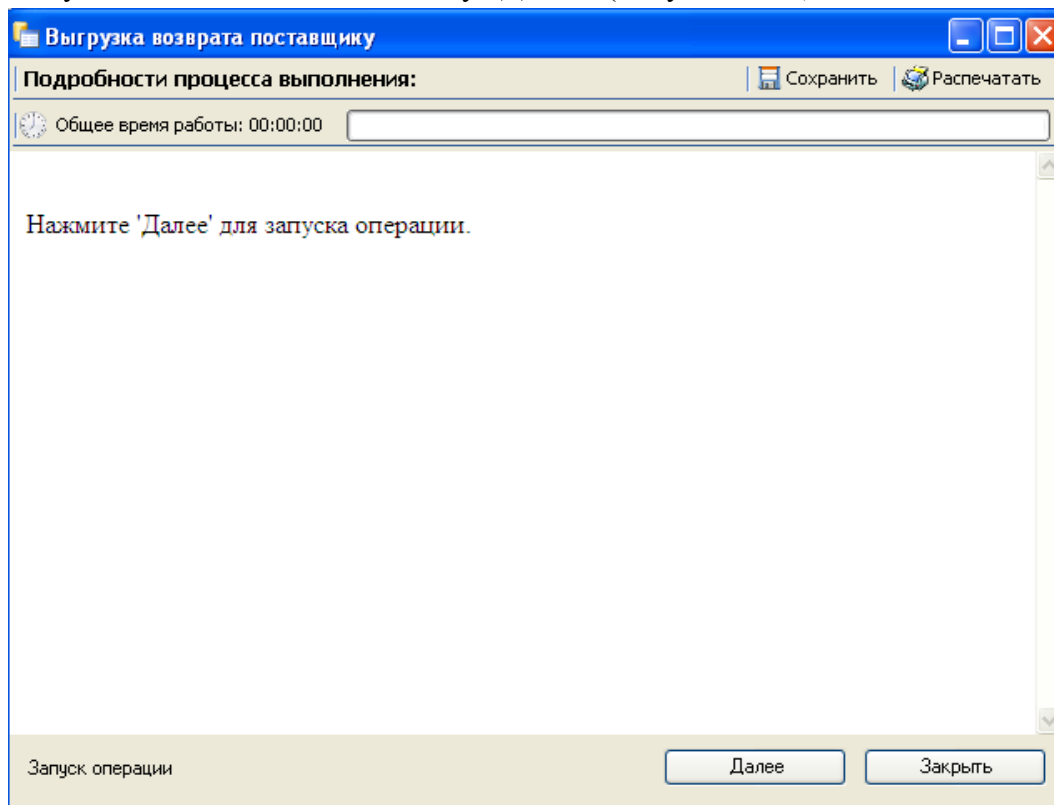 Выгрузка возврата поставщику
Подробности процесса выполнения: Сохранить Распечатать
Общее время работы: 00:00:00
Нажмите 'Далее' для запуска операции.
Запуск операции Далее Закрыть